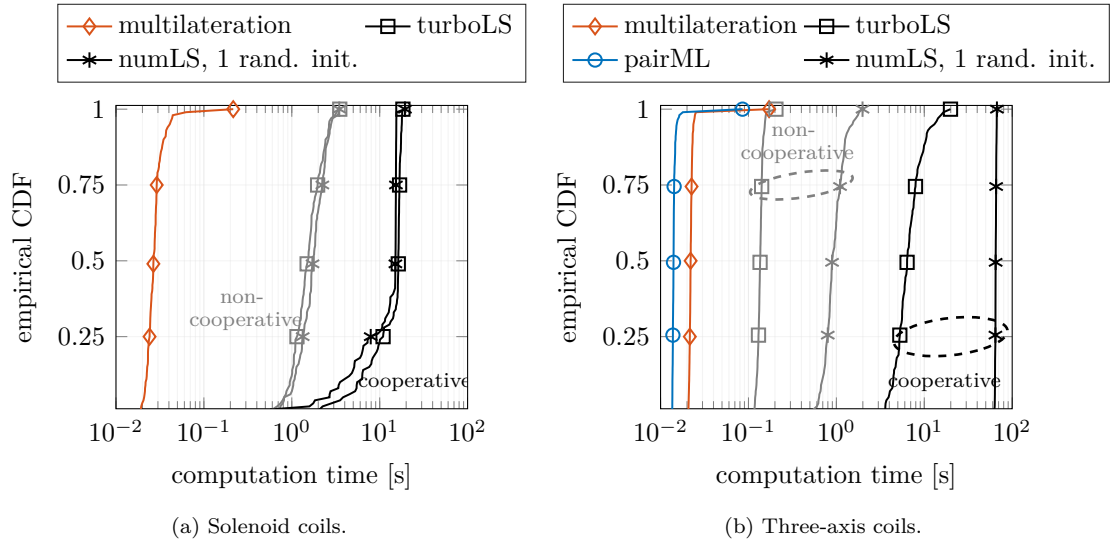 multilateration
turboLS
numLS, 1 rand. init.
1
0.75
0.5
0.25
empirical CDF
non-
cooperative
cooperative
10^−2 10^−1 10^0 10^1 10^2
computation time [s]
(a) Solenoid coils.
multilateration
turboLS
pairML
numLS, 1 rand. init.
1
0.75
0.5
0.25
empirical CDF
non-
cooperative
cooperative
10^−2 10^−1 10^0 10^1 10^2
computation time [s]
(b) Three-axis coils.